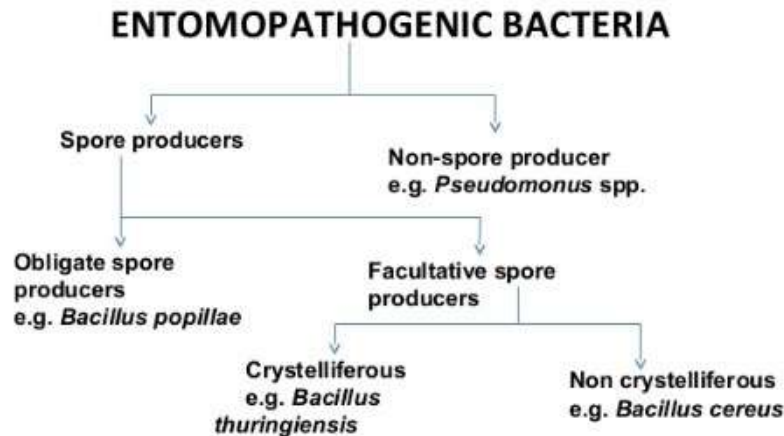 ENTOMOPATHOGENIC BACTERIA
Spore producers
Non-spore producer
e.g. Pseudomonus spp.
Obligate spore
producers
e.g. Bacillus popillae
Facultative spore
producers
Crystelliferous
e.g. Bacillus
thuringiensis
Non crystelliferous
e.g. Bacillus cereus